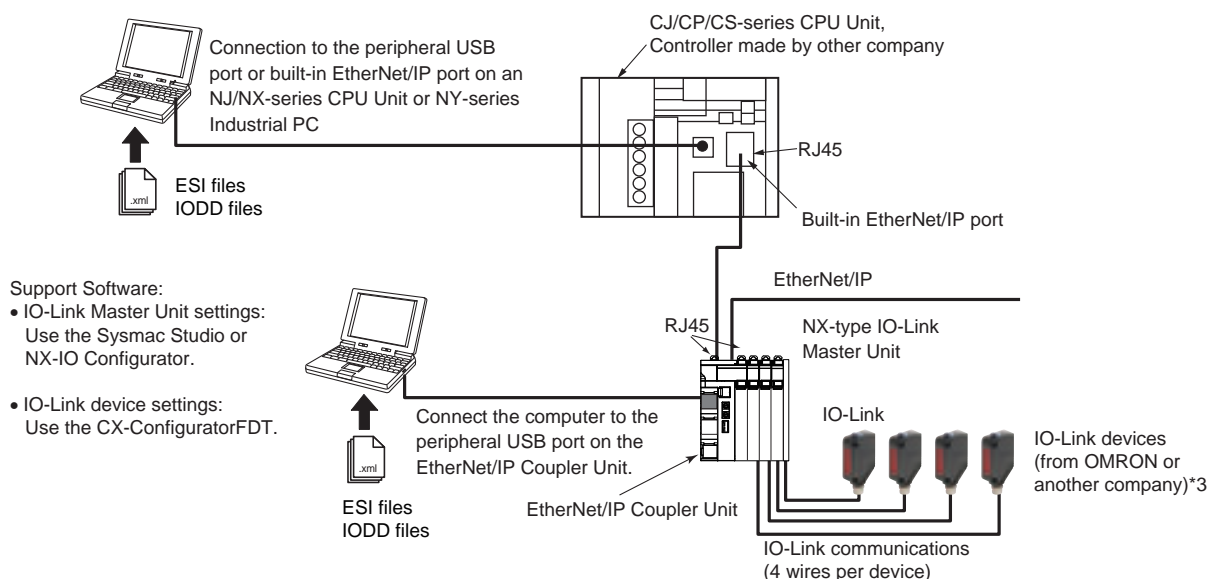 CJ/CP/CS-series CPU Unit,
Controller made by other company
Connection to the peripheral USB
port or built-in EtherNet/IP port on an
NJ/NX-series CPU Unit or NY-series
Industrial PC
RJ45
.xml
ESI files
IODD files
Built-in EtherNet/IP port
EtherNet/IP
Support Software:
• IO-Link Master Unit settings:
Use the Sysmac Studio or
NX-IO Configurator.
• IO-Link device settings:
Use the CX-ConfiguratorFDT.
RJ45
NX-type IO-Link
Master Unit
Connect the computer to the
peripheral USB port on the
EtherNet/IP Coupler Unit.
IO-Link
IO-Link devices
(from OMRON or
another company)*3
.xml
ESI files
IODD files
EtherNet/IP Coupler Unit
IO-Link communications
(4 wires per device)